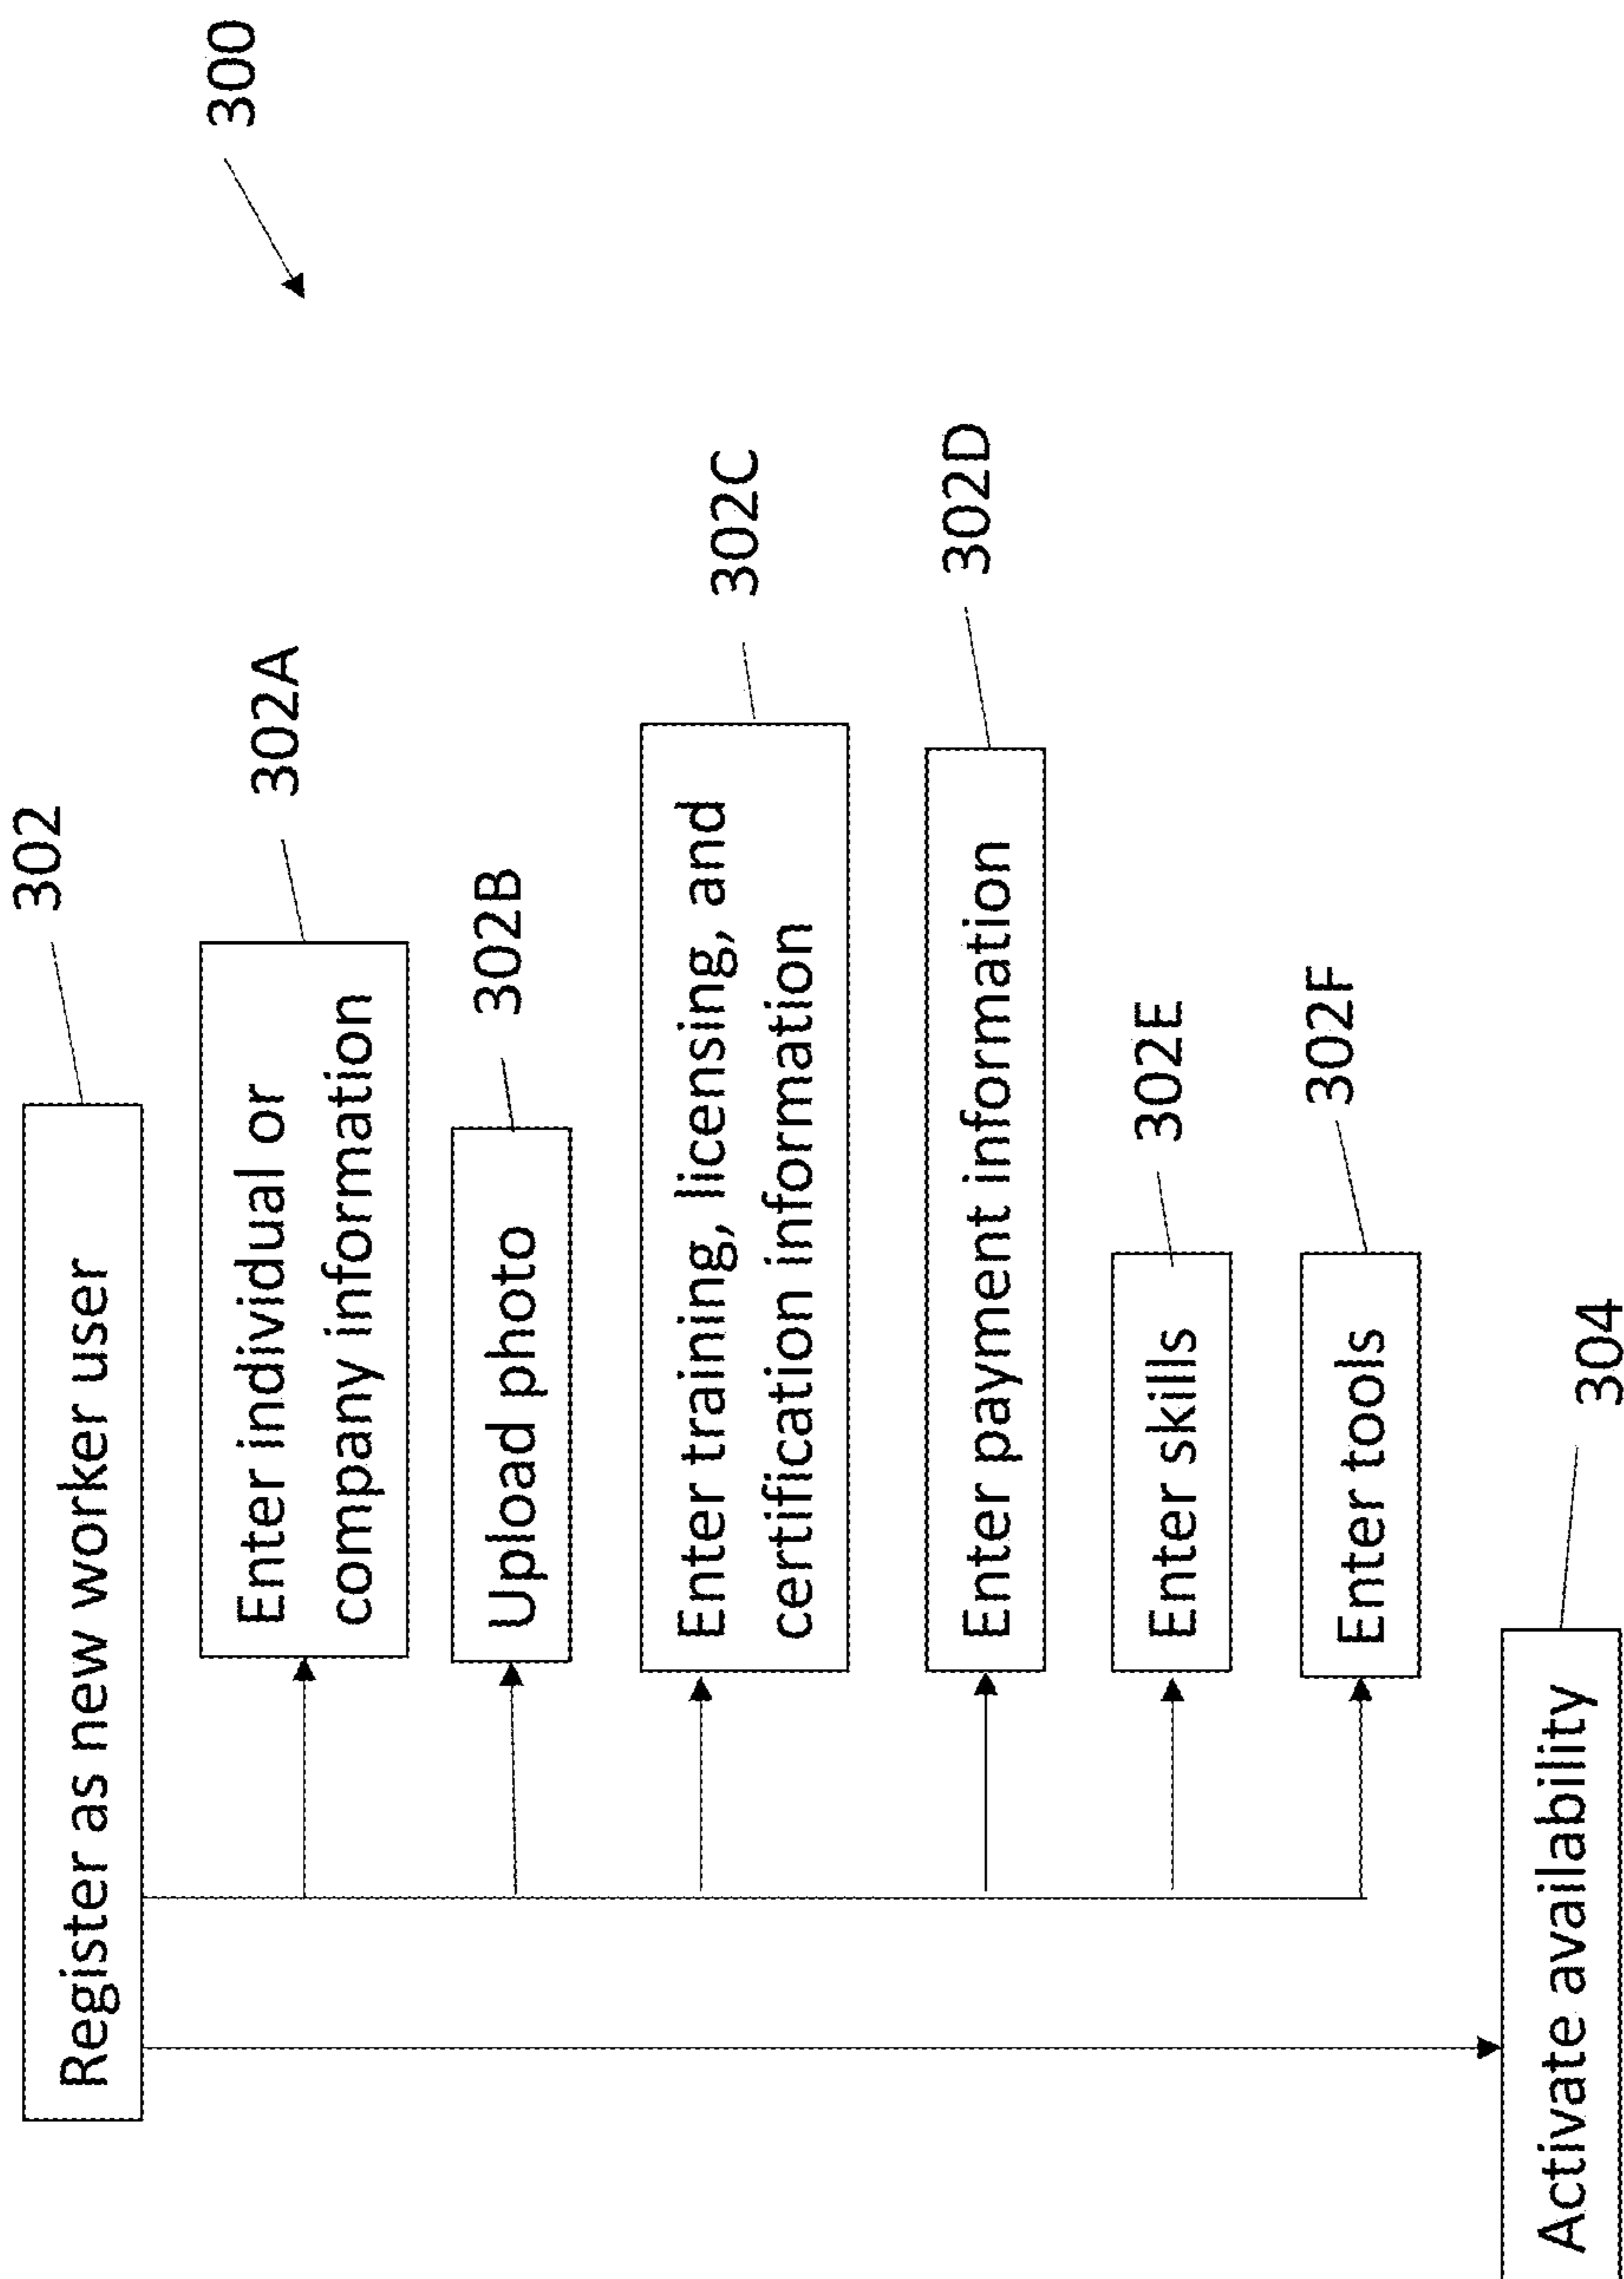 300
Register as new worker user
302
Enter individual or
company information
302A
Upload photo
302B
Enter training, licensing, and
certification information
302C
Enter payment information
302D
Enter skills
302E
Enter tools
302F
Activate availability
304